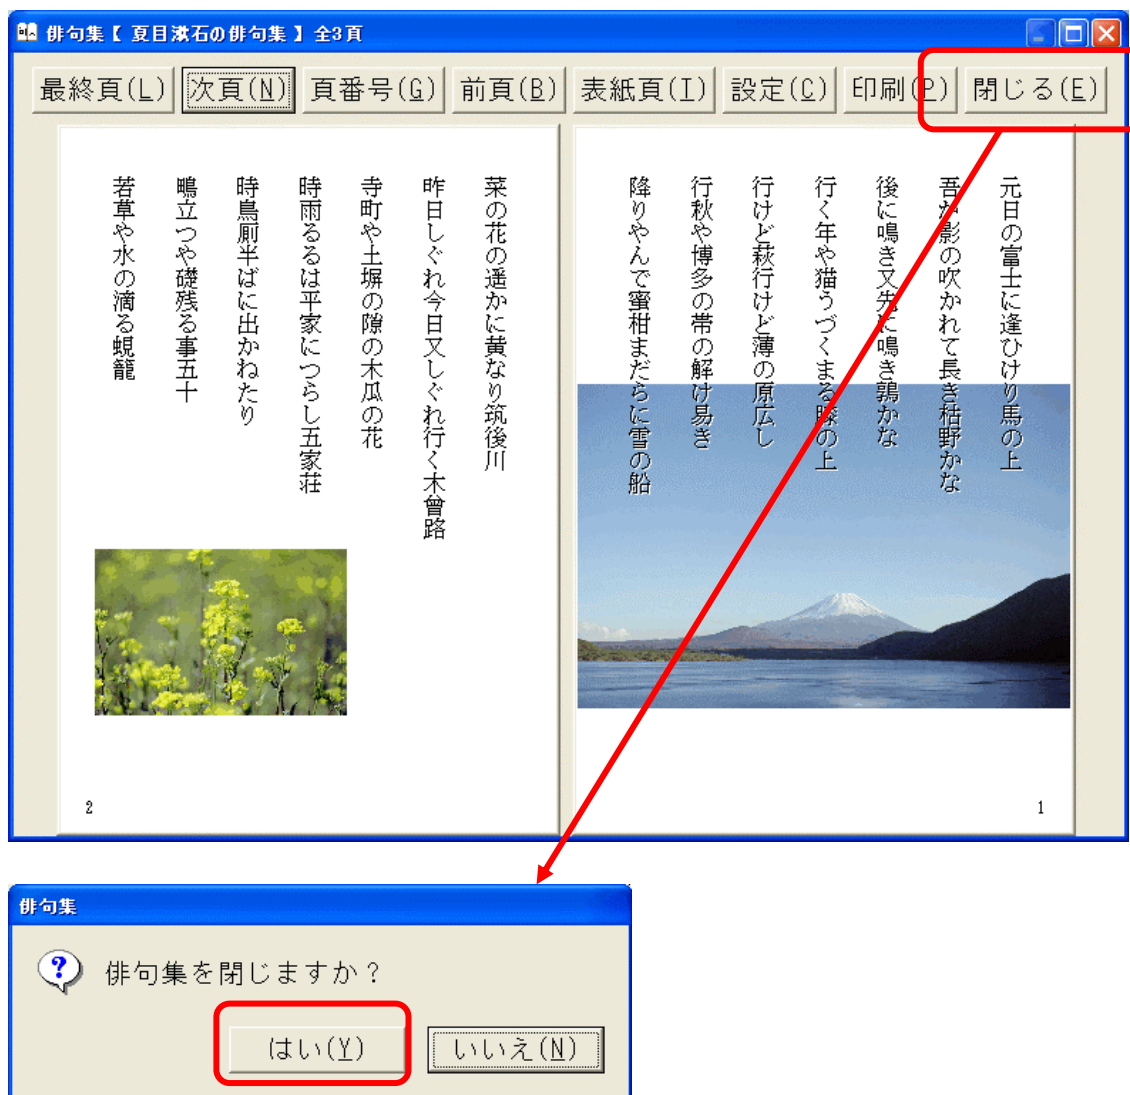 俳句集【 夏目漱石の俳句集 】 全3頁
最終頁(L)
次頁(N)
頁番号(G)
前頁(B)
表紙頁(T)
設定(C)
印刷(P)
閉じる(E)
元日の富士に逢ひけり馬の上
吾が影の吹かれて長き枯野かな
後に鳴き又先に鳴き鶉かな
行く年や猫うづくまる膝の上
行けど萩行けど薄の原広し
行秋や博多の帯の解け易き
降りやんで蜜柑まだらに雪の船
1
菜の花の遥かに黄なり筑後川
昨日しぐれ今日又しぐれ行く木曾路
寺町や土塀の隙の木瓜の花
時雨るるは平家につらし五家荘
時鳥厠半ばに出かねたり
鴫立つや礎残る事五十
若草や水の滴る蜆籠
2
俳句集
俳句集を閉じますか？
はい(Y)
いいえ(N)